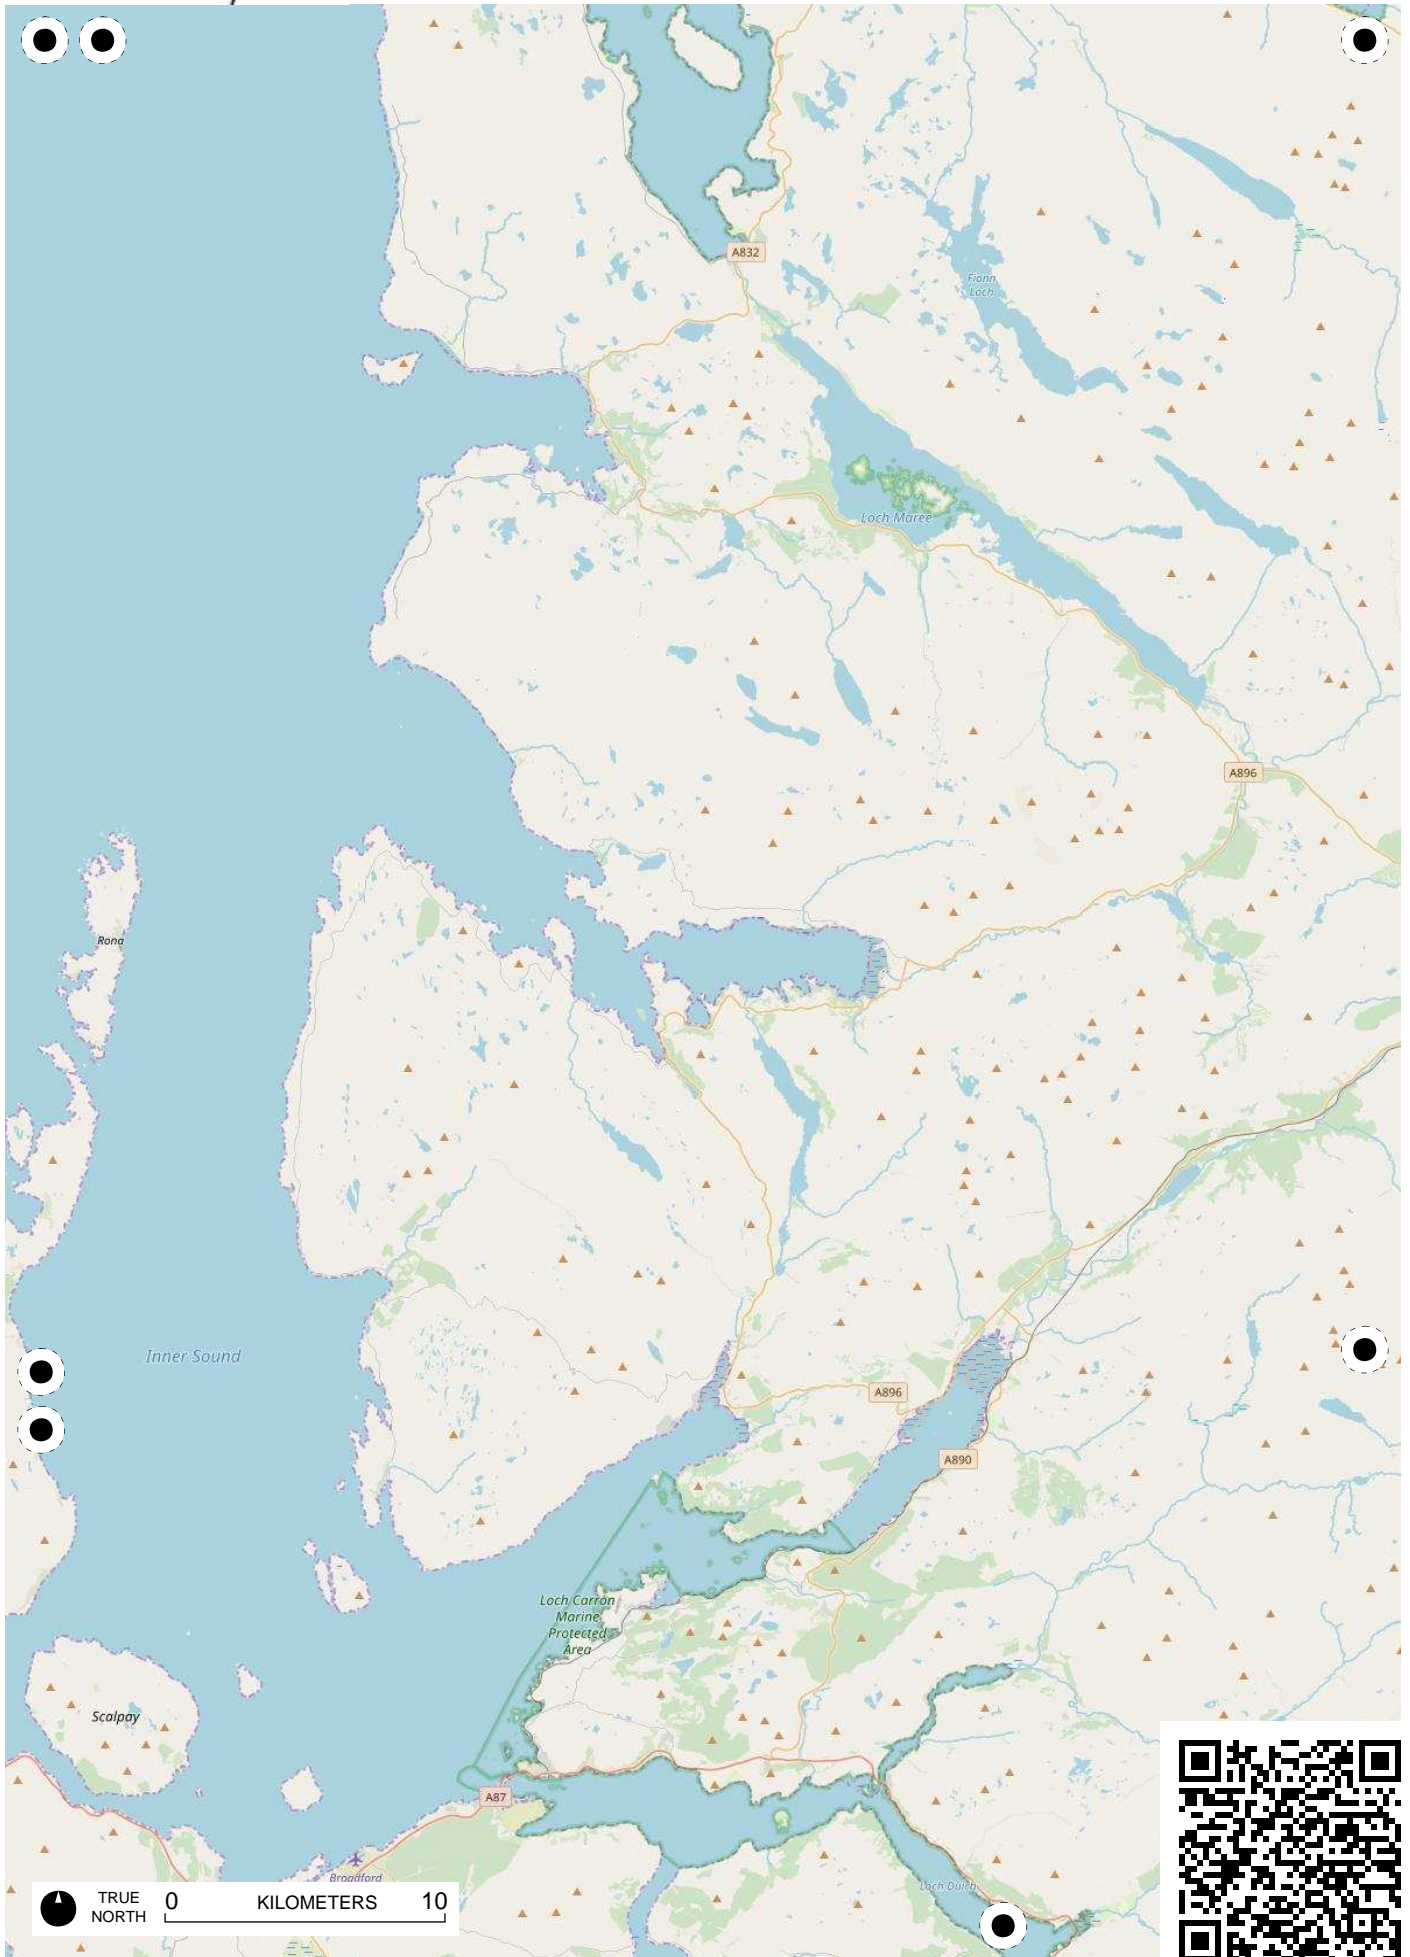 A832
Fionn
Loch
Loch Maree
A896
Rona
Inner Sound
A896
A890
Loch Carron
Marine
Protected
Area
Scalpay
A87
Broadford
Loch Duich
TRUE
NORTH
0 KILOMETERS 10